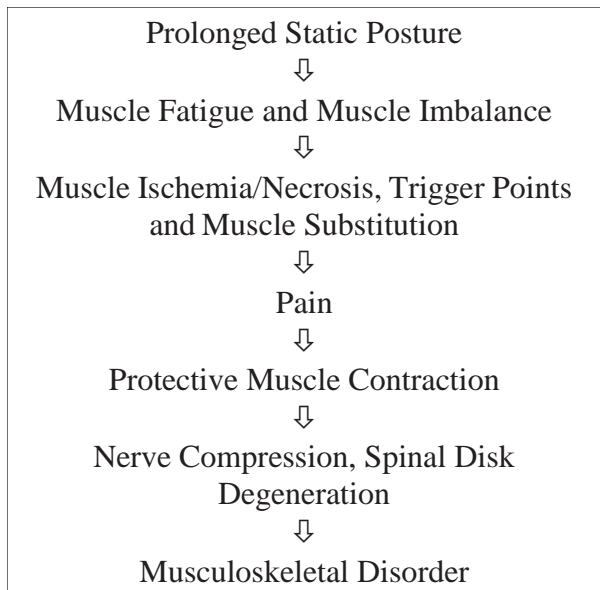 Prolonged Static Posture
⇩
Muscle Fatigue and Muscle Imbalance
⇩
Muscle Ischemia/Necrosis, Trigger Points
and Muscle Substitution
⇩
Pain
⇩
Protective Muscle Contraction
⇩
Nerve Compression, Spinal Disk
Degeneration
⇩
Musculoskeletal Disorder